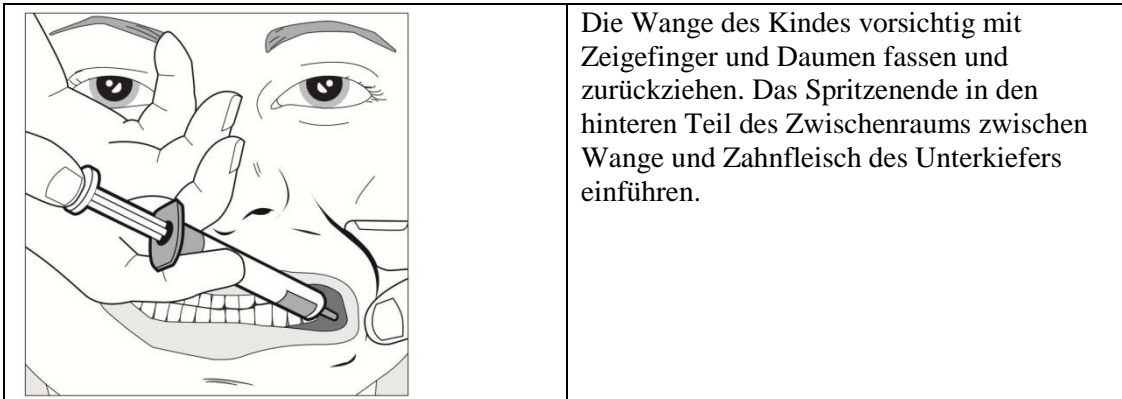 Die Wange des Kindes vorsichtig mit
Zeigefinger und Daumen fassen und
zurückziehen. Das Spritzenende in den
hinteren Teil des Zwischenraums zwischen
Wange und Zahnfleisch des Unterkiefers
einführen.